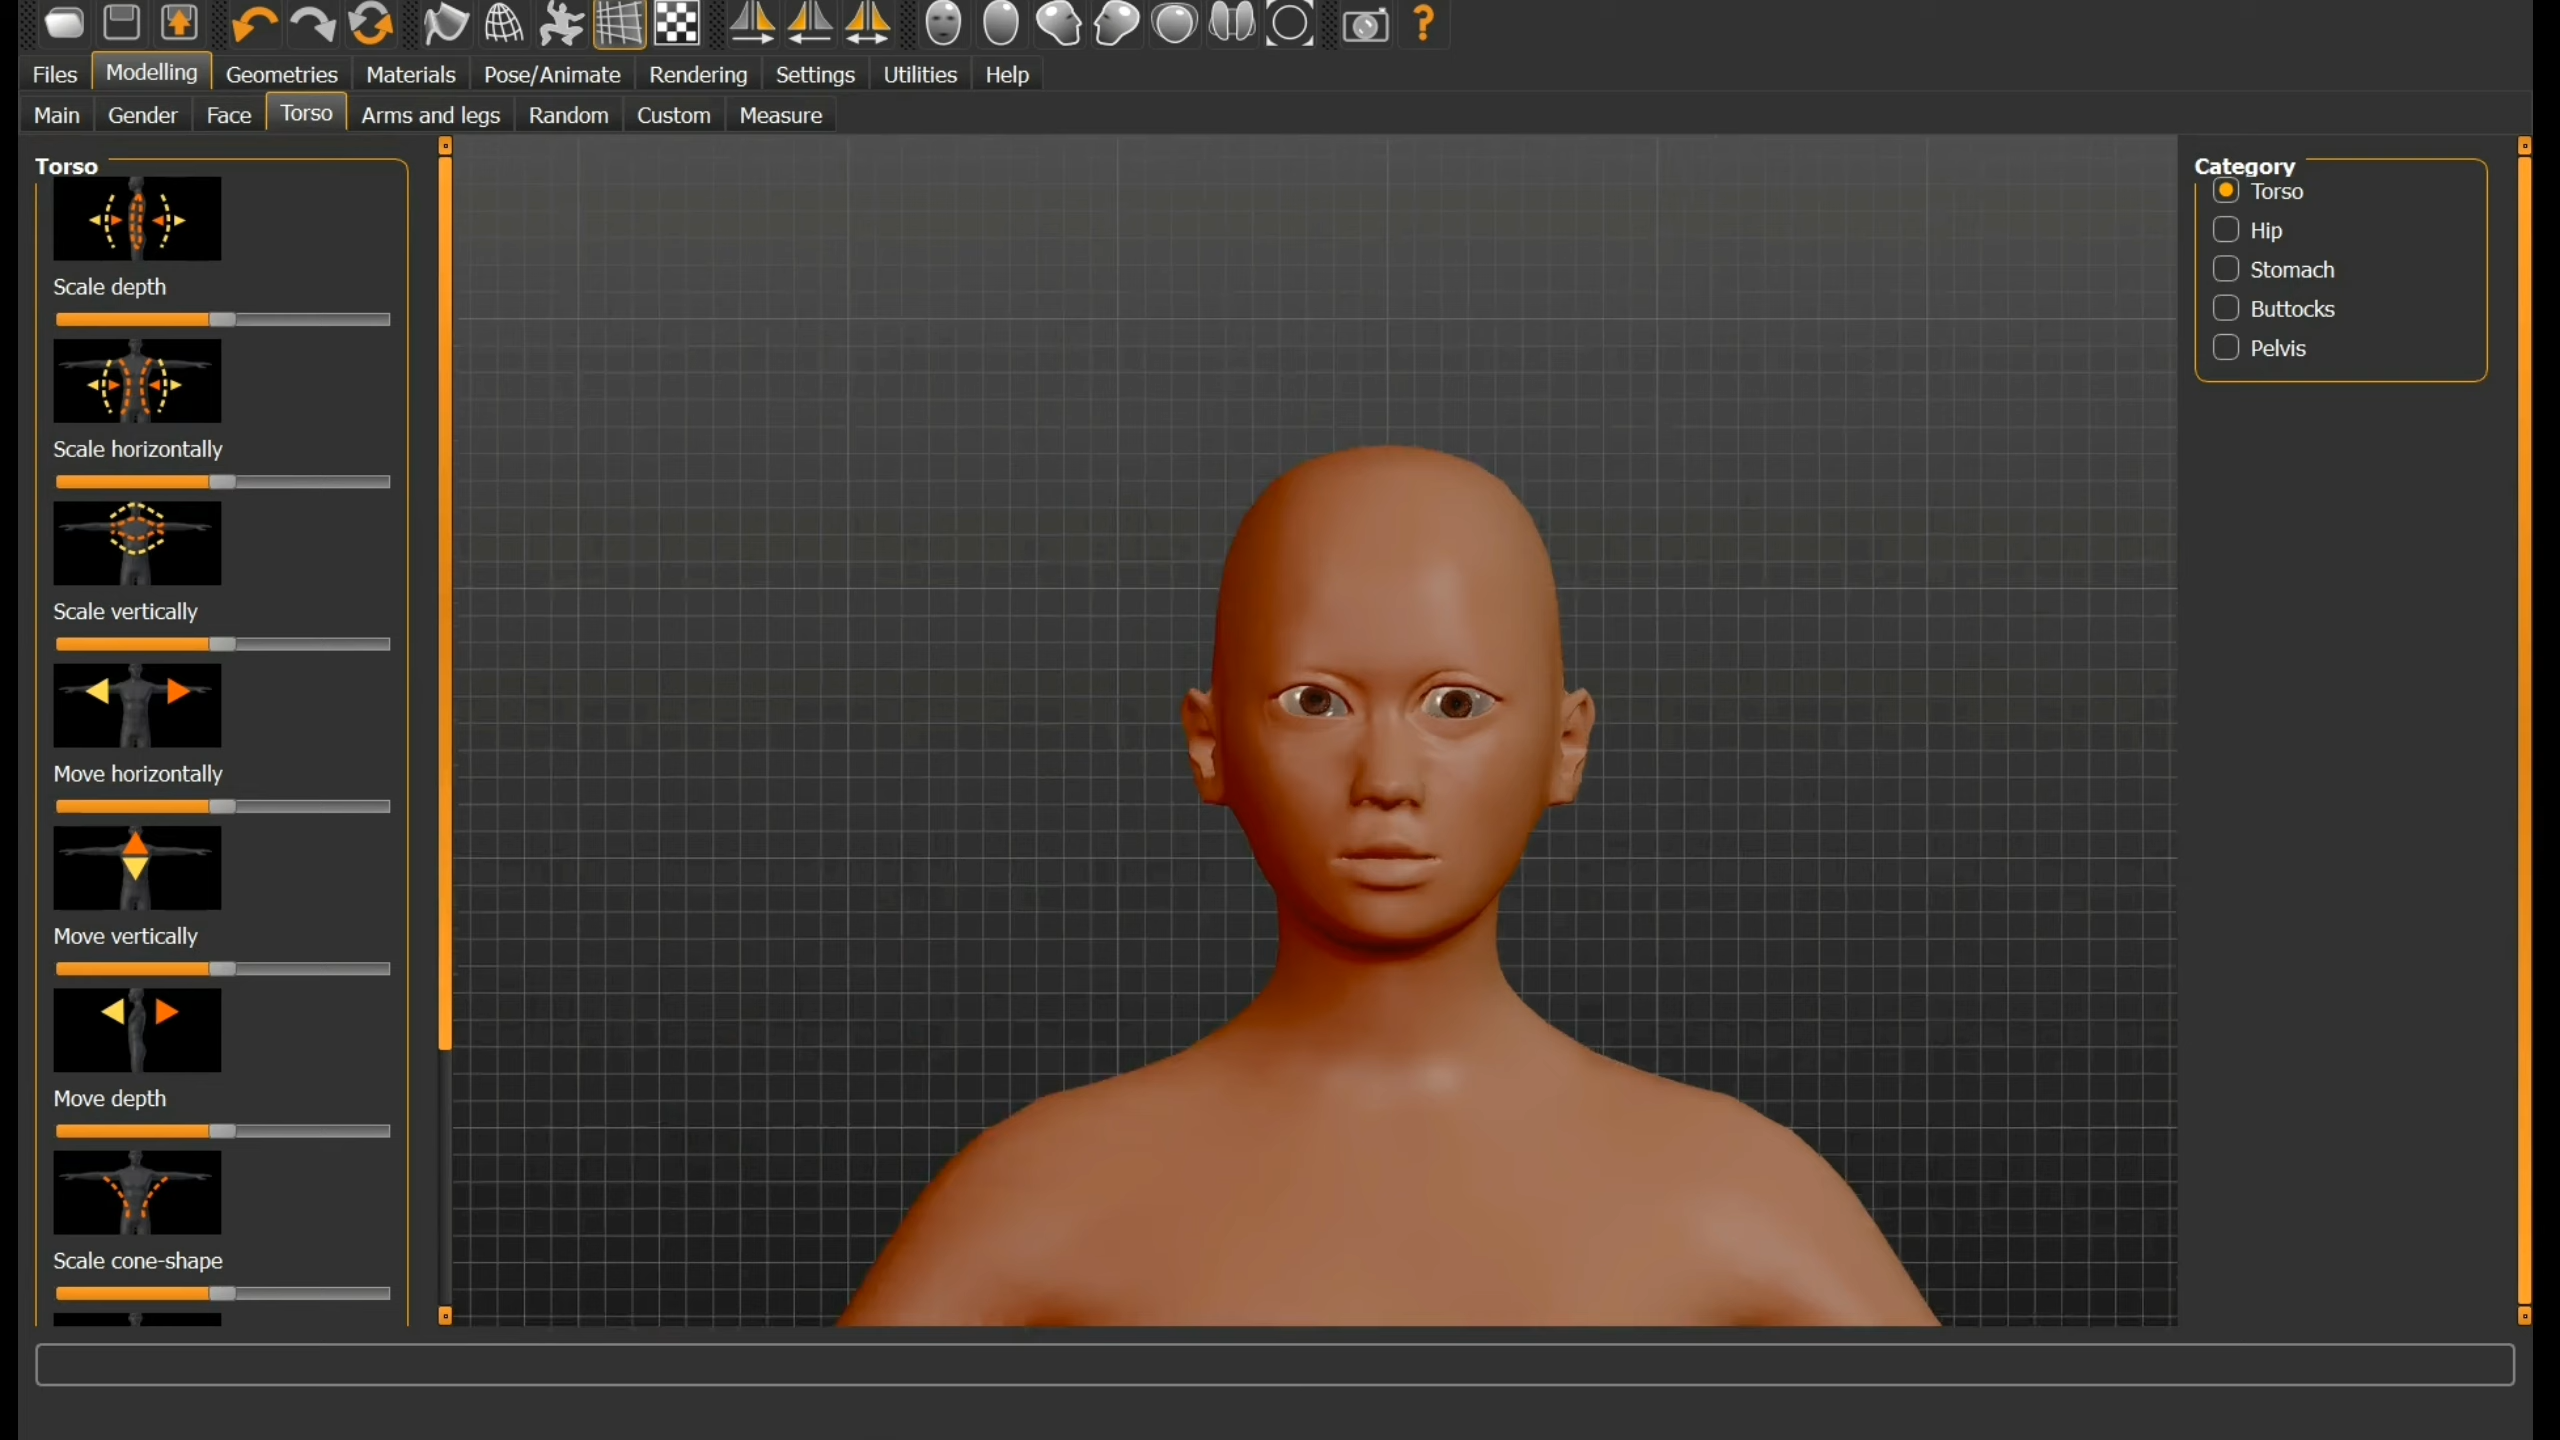 Files Modelling Geometries Materials Pose/Animate Rendering Settings Utilities Help
Main Gender Face Torso Arms and legs Random Custom Measure
Torso
Scale depth
Scale horizontally
Scale vertically
Move horizontally
Move vertically
Move depth
Scale cone-shape
Category
Torso
Hip
Stomach
Buttocks
Pelvis